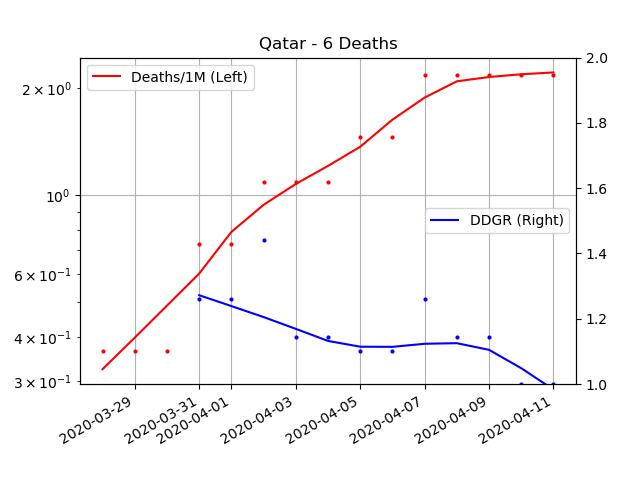 Qatar - 6 Deaths
Deaths/1M (Left)
DDGR (Right)
2 × 10⁰
10⁰
6 × 10⁻¹
4 × 10⁻¹
3 × 10⁻¹
2.0
1.8
1.6
1.4
1.2
1.0
2020-03-29
2020-03-31
2020-04-01
2020-04-03
2020-04-05
2020-04-07
2020-04-09
2020-04-11